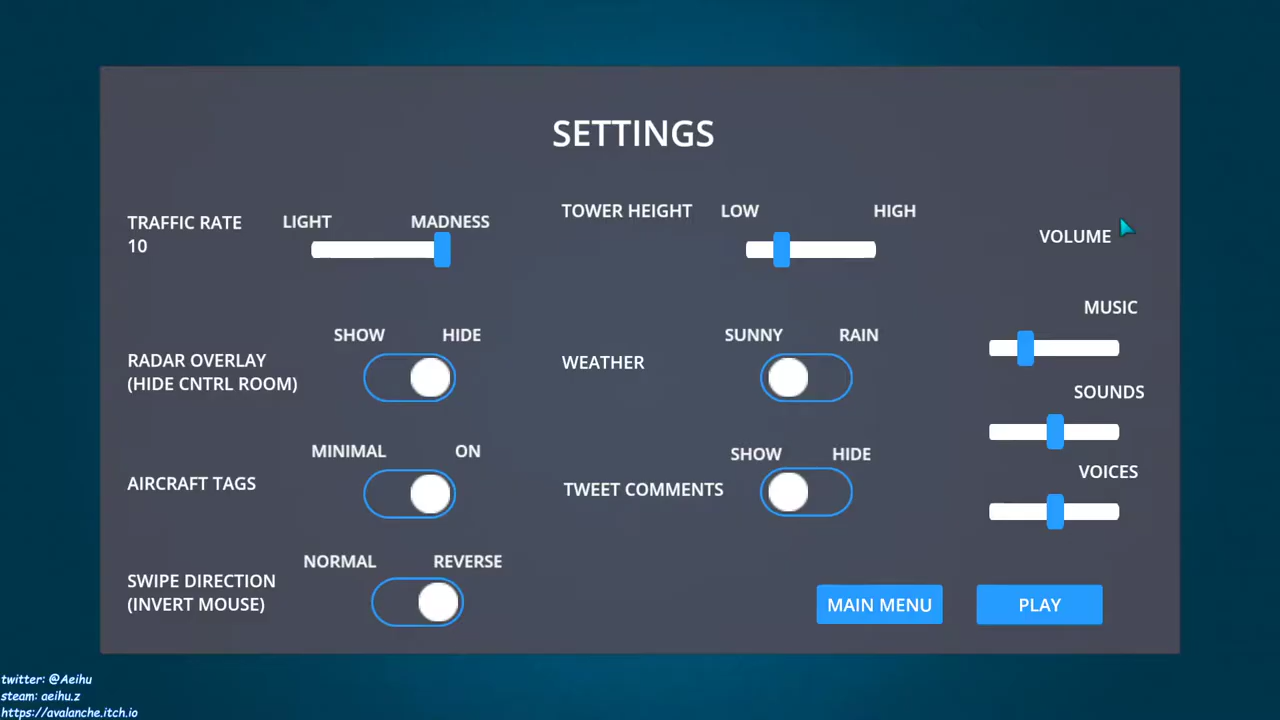 SETTINGS
TRAFFIC RATE
10
LIGHT
MADNESS
TOWER HEIGHT
LOW
HIGH
VOLUME
MUSIC
RADAR OVERLAY
(HIDE CNTRL ROOM)
SHOW
HIDE
WEATHER
SUNNY
RAIN
SOUNDS
AIRCRAFT TAGS
MINIMAL
ON
TWEET COMMENTS
SHOW
HIDE
VOICES
SWIPE DIRECTION
(INVERT MOUSE)
NORMAL
REVERSE
MAIN MENU
PLAY
twitter: @Aeihu
steam: aeihu.z
https://avalanche.itch.io